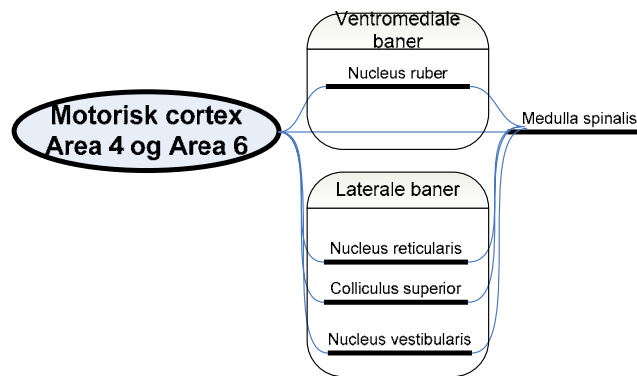 Ventromediale
baner
Nucleus ruber
Motorisk cortex
Area 4 og Area 6
Medulla spinalis
Laterale baner
Nucleus reticularis
Colliculus superior
Nucleus vestibularis